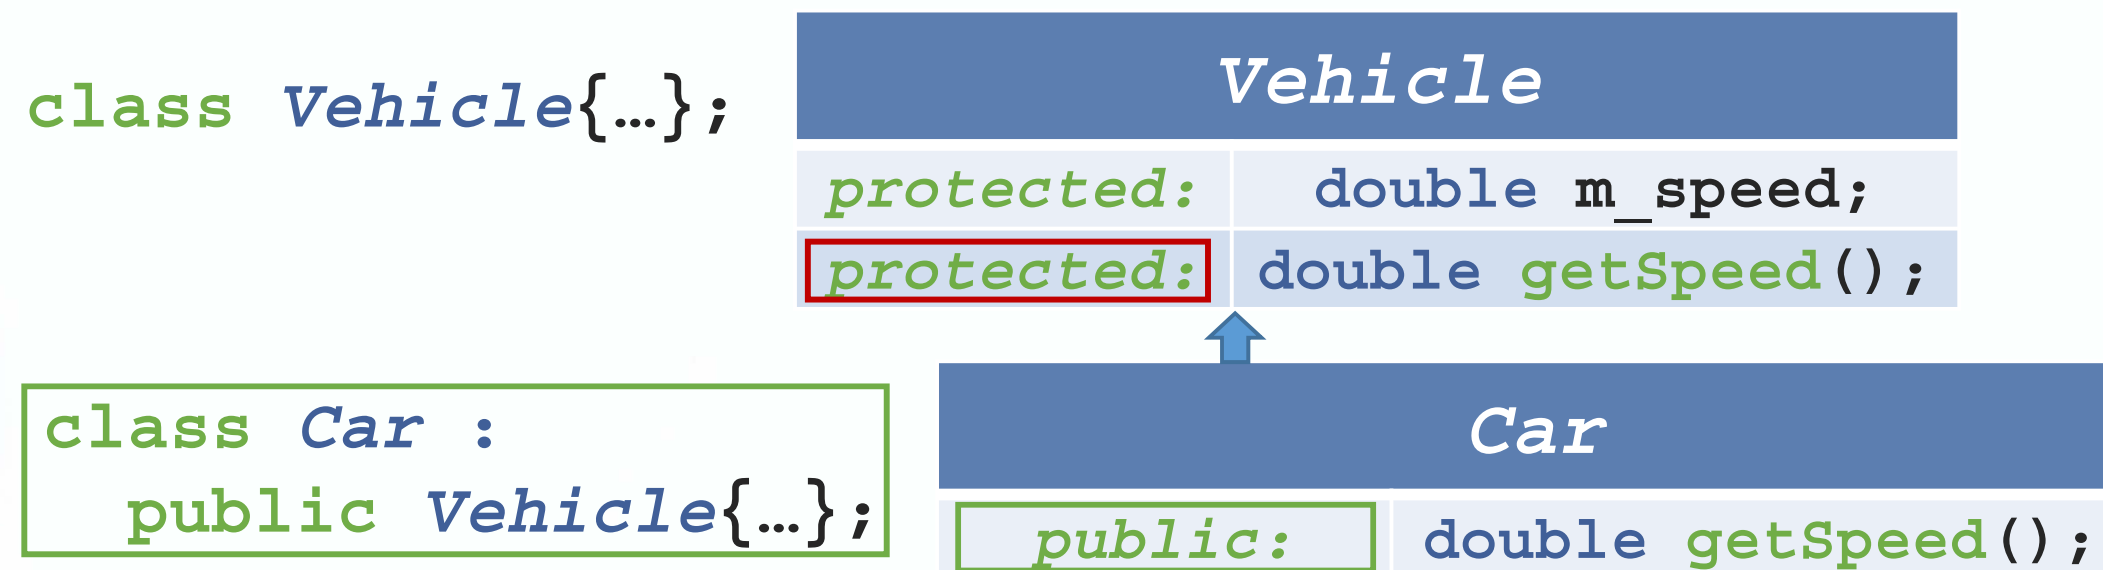 class Vehicle{…};
Vehicle
protected: double m_speed;
protected: double getSpeed();
class Car :
public Vehicle{…};
Car
public: double getSpeed();